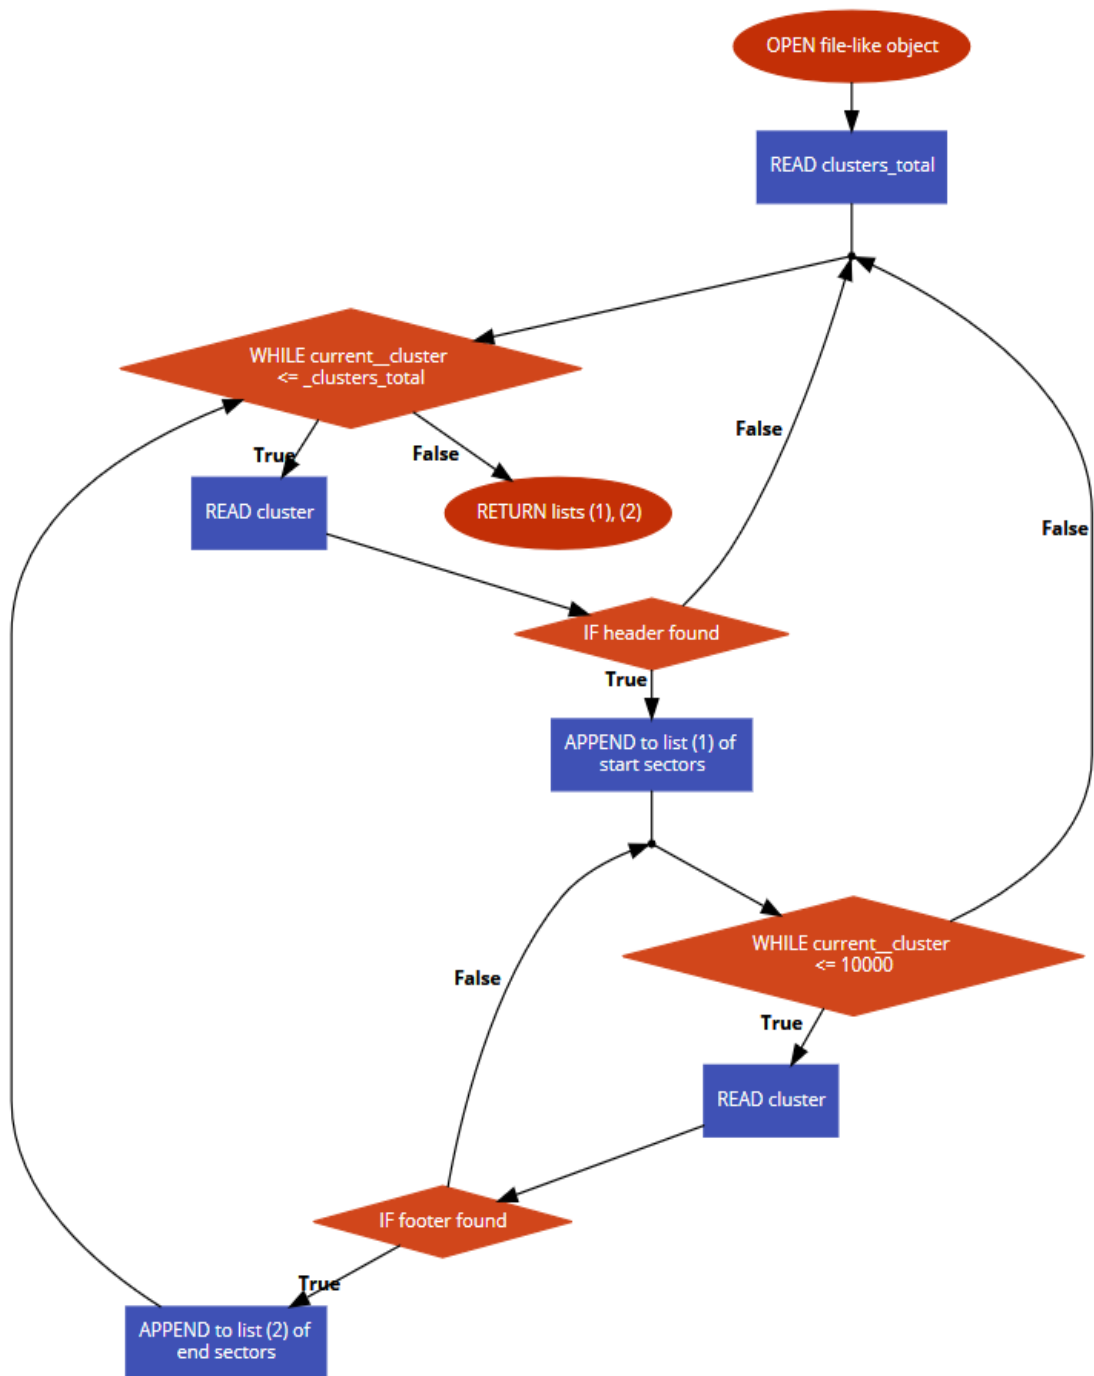 OPEN file-like object
READ clusters_total
WHILE current__cluster
<= _clusters_total
True
False
False
READ cluster
RETURN lists (1), (2)
False
IF header found
True
APPEND to list (1) of
start sectors
WHILE current__cluster
<= 10000
False
True
READ cluster
IF footer found
True
APPEND to list (2) of
end sectors